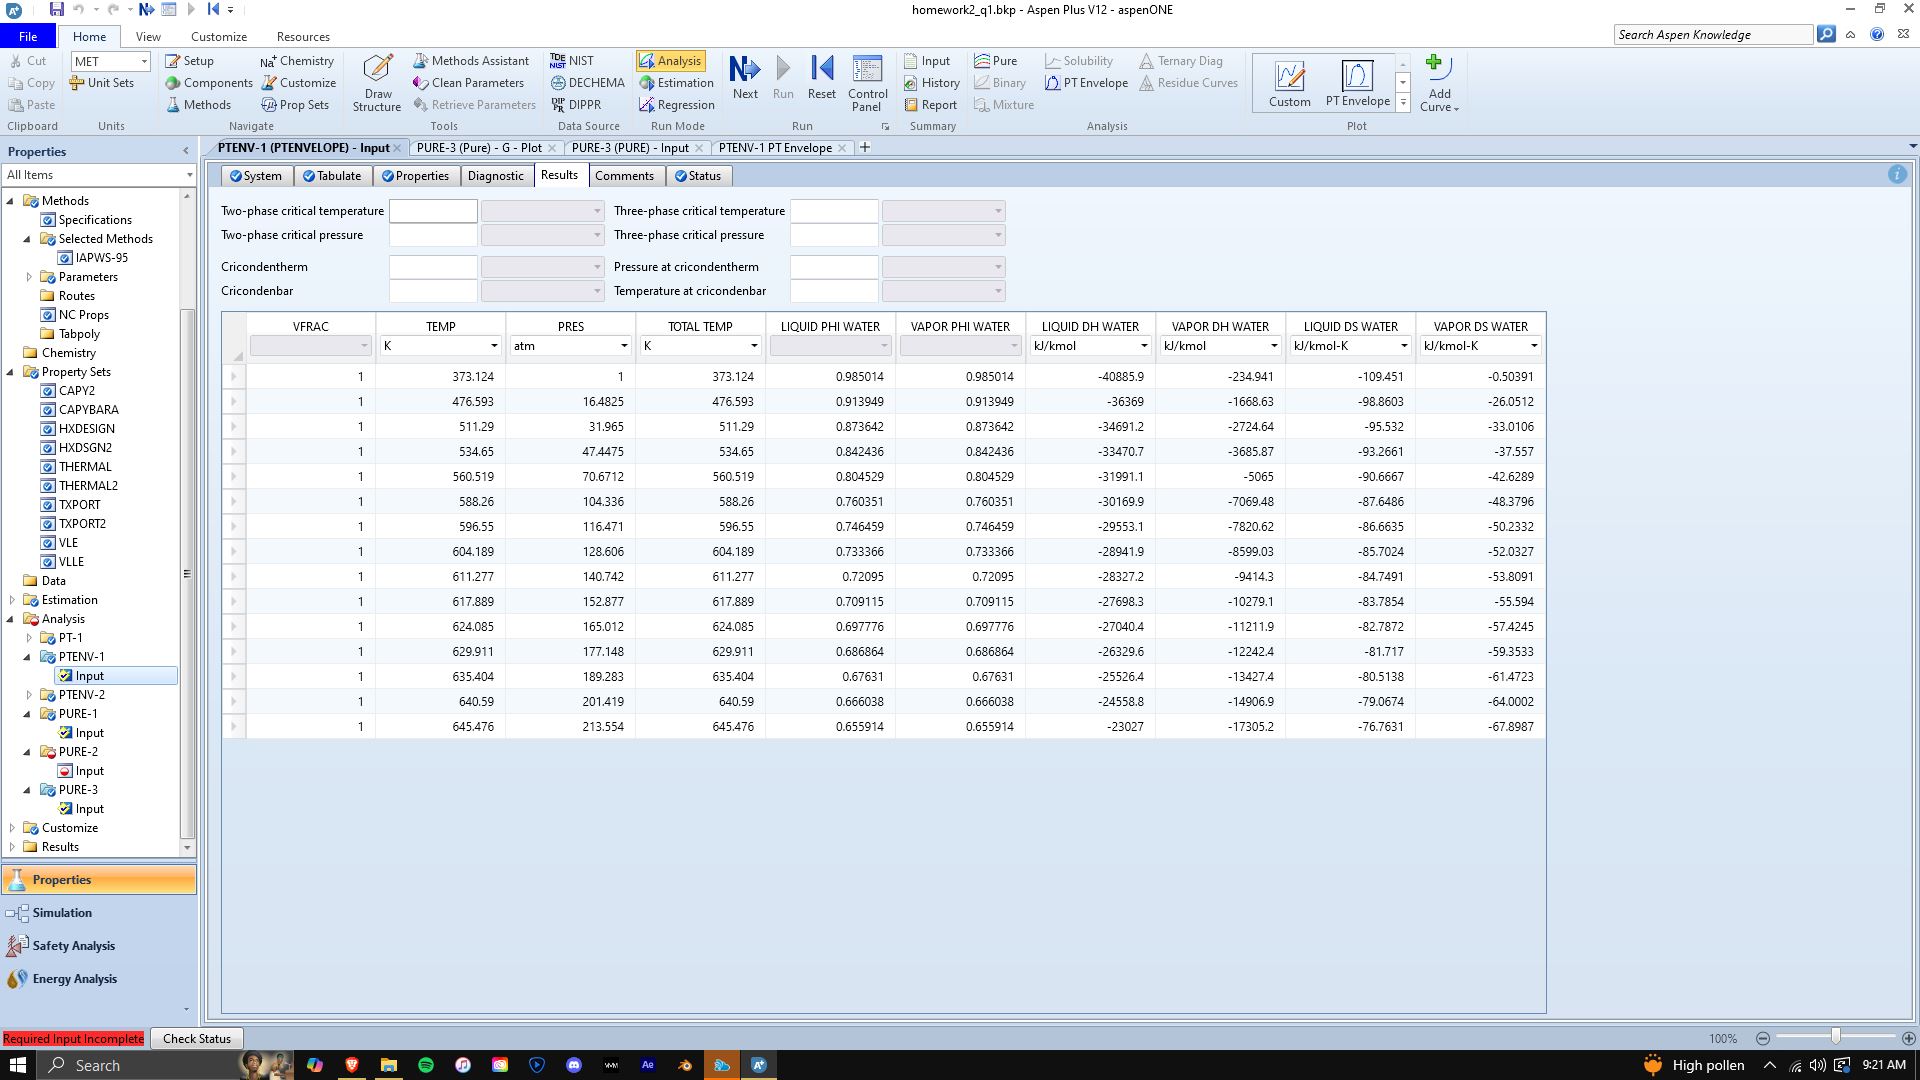 homework2_q1.bkp - Aspen Plus V12 - aspenONE
File Home View Customize Resources Search Aspen Knowledge
Cut MET Setup Na+ Chemistry Methods Assistant NIST Analysis Input Pure Solubility Ternary Diag
Copy Unit Sets Components Customize Clean Parameters DECHEMA Estimation History Binary PT Envelope Residue Curves
Paste Methods Prop Sets Retrieve Parameters DIPPR Regression Report Mixture
Draw Structure Next Run Reset Control Panel Custom PT Envelope Add Curve
Clipboard Units Navigate Tools Data Source Run Mode Run Summary Analysis Plot
Properties
All Items
Methods
Specifications
Selected Methods
IAPWS-95
Parameters
Routes
NC Props
Tabpoly
Chemistry
Property Sets
CAPY2
CAPYBARA
HXDESIGN
HXDSGN2
THERMAL
THERMAL2
TXPORT
TXPORT2
VLE
VLLE
Data
Estimation
Analysis
PT-1
PTENV-1
Input
PTENV-2
PURE-1
Input
PURE-2
Input
PURE-3
Input
Customize
Results
Properties
Simulation
Safety Analysis
Energy Analysis
PTENV-1 (PTENVELOPE) - Input PURE-3 (Pure) - G - Plot PURE-3 (PURE) - Input PTENV-1 PT Envelope
System Tabulate Properties Diagnostic Results Comments Status
Two-phase critical temperature Three-phase critical temperature
Two-phase critical pressure Three-phase critical pressure
Cricondentherm Pressure at cricondentherm
Cricondenbar Temperature at cricondenbar
VFRAC TEMP PRES TOTAL TEMP LIQUID PHI WATER VAPOR PHI WATER LIQUID DH WATER VAPOR DH WATER LIQUID DS WATER VAPOR DS WATER
K atm K kJ/kmol kJ/kmol kJ/kmol-K kJ/kmol-K
1 373.124 1 373.124 0.985014 0.985014 -40885.9 -234.941 -109.451 -0.50391
1 476.593 16.4825 476.593 0.913949 0.913949 -36369 -1668.63 -98.8603 -26.0512
1 511.29 31.965 511.29 0.873642 0.873642 -34691.2 -2724.64 -95.532 -33.0106
1 534.65 47.4475 534.65 0.842436 0.842436 -33470.7 -3685.87 -93.2661 -37.557
1 560.519 70.6712 560.519 0.804529 0.804529 -31991.1 -5065 -90.6667 -42.6289
1 588.26 104.336 588.26 0.760351 0.760351 -30169.9 -7069.48 -87.6486 -48.3796
1 596.55 116.471 596.55 0.746459 0.746459 -29553.1 -7820.62 -86.6635 -50.2332
1 604.189 128.606 604.189 0.733366 0.733366 -28941.9 -8599.03 -85.7024 -52.0327
1 611.277 140.742 611.277 0.72095 0.72095 -28327.2 -9414.3 -84.7491 -53.8091
1 617.889 152.877 617.889 0.709115 0.709115 -27698.3 -10279.1 -83.7854 -55.594
1 624.085 165.012 624.085 0.697776 0.697776 -27040.4 -11211.9 -82.7872 -57.4245
1 629.911 177.148 629.911 0.686864 0.686864 -26329.6 -12242.4 -81.717 -59.3533
1 635.404 189.283 635.404 0.67631 0.67631 -25526.4 -13427.4 -80.5138 -61.4723
1 640.59 201.419 640.59 0.666038 0.666038 -24558.8 -14906.9 -79.0674 -64.0002
1 645.476 213.554 645.476 0.655914 0.655914 -23027 -17305.2 -76.7631 -67.8987
Required Input Incomplete Check Status 100%
Search High pollen 9:21 AM